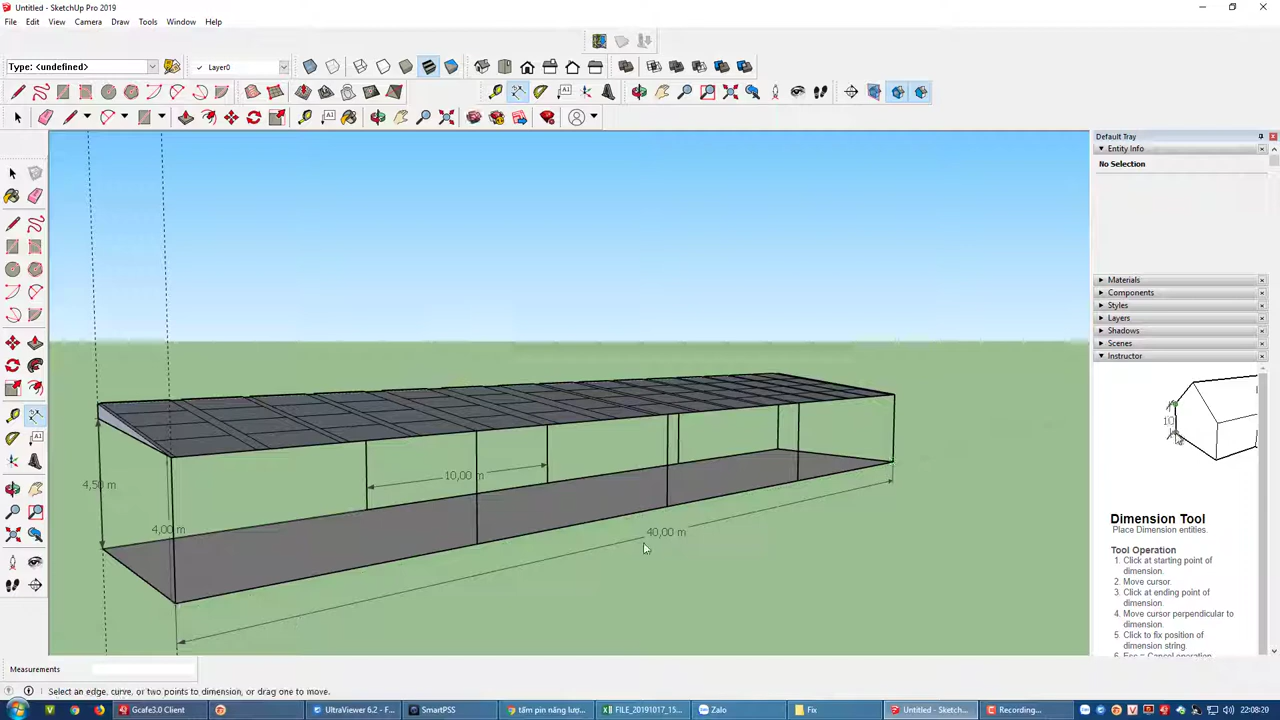 Untitled - SketchUp Pro 2019
File Edit View Camera Draw Tools Window Help
Type: <undefined>
✓ Layer0
Default Tray
Entity Info
No Selection
Materials
Components
Styles
Layers
Shadows
Scenes
Instructor
10
10,00 m
4,50 m
4,00 m
40,00 m
Dimension Tool
Place Dimension entities.
Tool Operation
1. Click at starting point of
dimension.
2. Move cursor.
3. Click at ending point of
dimension.
4. Move cursor perpendicular to
dimension.
5. Click to fix position of
dimension string.
6. Esc = Cancel operation
Measurements
Select an edge, curve, or two points to dimension, or drag one to move.
Gcafe3.0 Client
UltraViewer 6.2 - F...
SmartPSS
tấm pin năng lượ...
FILE_20191017_15...
Zalo
Fix
Untitled - Sketch...
Recording...
22:08:20